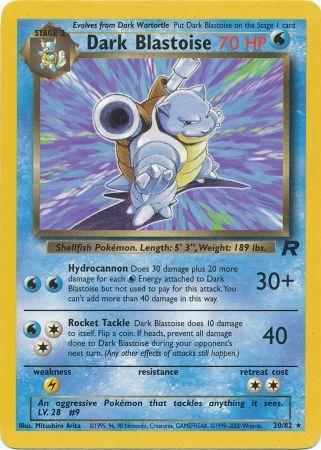 Evolves from Dark Wartortle Put Dark Blastoise on the Stage 1 card
STAGE 2
Dark Blastoise 70 HP
Shellfish Pokémon. Length: 5' 3", Weight: 189 lbs.
R
Hydrocannon Does 30 damage plus 20 more
damage for each Energy attached to Dark
Blastoise but not used to pay for this attack. You
can't add more than 40 damage in this way.
30+
Rocket Tackle Dark Blastoise does 10 damage
to itself. Flip a coin. If heads, prevent all damage
done to Dark Blastoise during your opponent's
next turn. (Any other effects of attacks still happen.)
40
weakness resistance retreat cost
An aggressive Pokémon that tackles anything it sees.
LV. 28 #9
Illus. Mitsuhiro Arita ©1995, 96, 98 Nintendo, Creatures, GAMEFREAK. ©1999-2000 Wizards. 20/82 ★